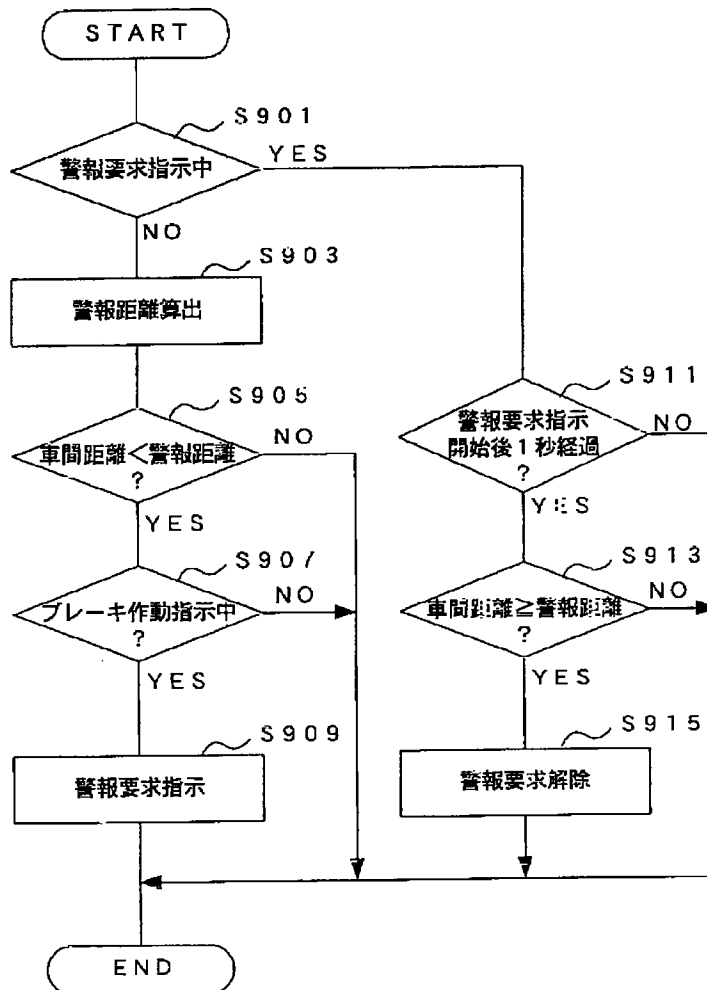 START
S901
警報要求指示中
YES
NO
S903
警報距離算出
S905
車間距離<警報距離
?
NO
YES
S907
ブレーキ作動指示中
?
NO
YES
S909
警報要求指示
S911
警報要求指示
開始後1秒経過
?
NO
YES
S913
車間距離≧警報距離
?
NO
YES
S915
警報要求解除
END